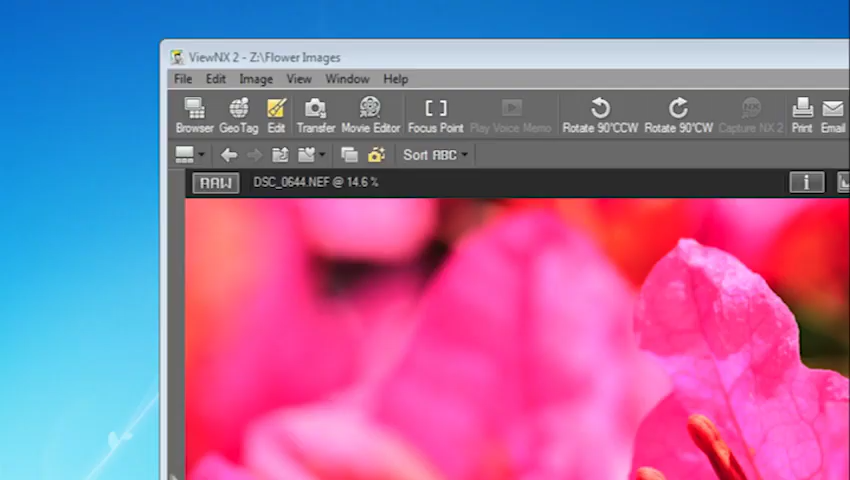 ViewNX 2 - Z:\Flower Images
File Edit Image View Window Help
Browser GeoTag Edit Transfer Movie Editor Focus Point Play Voice Memo Rotate 90°CCW Rotate 90°CW Capture NX 2 Print Email
Sort ABC
RAW DSC_0644.NEF @ 14.6 %